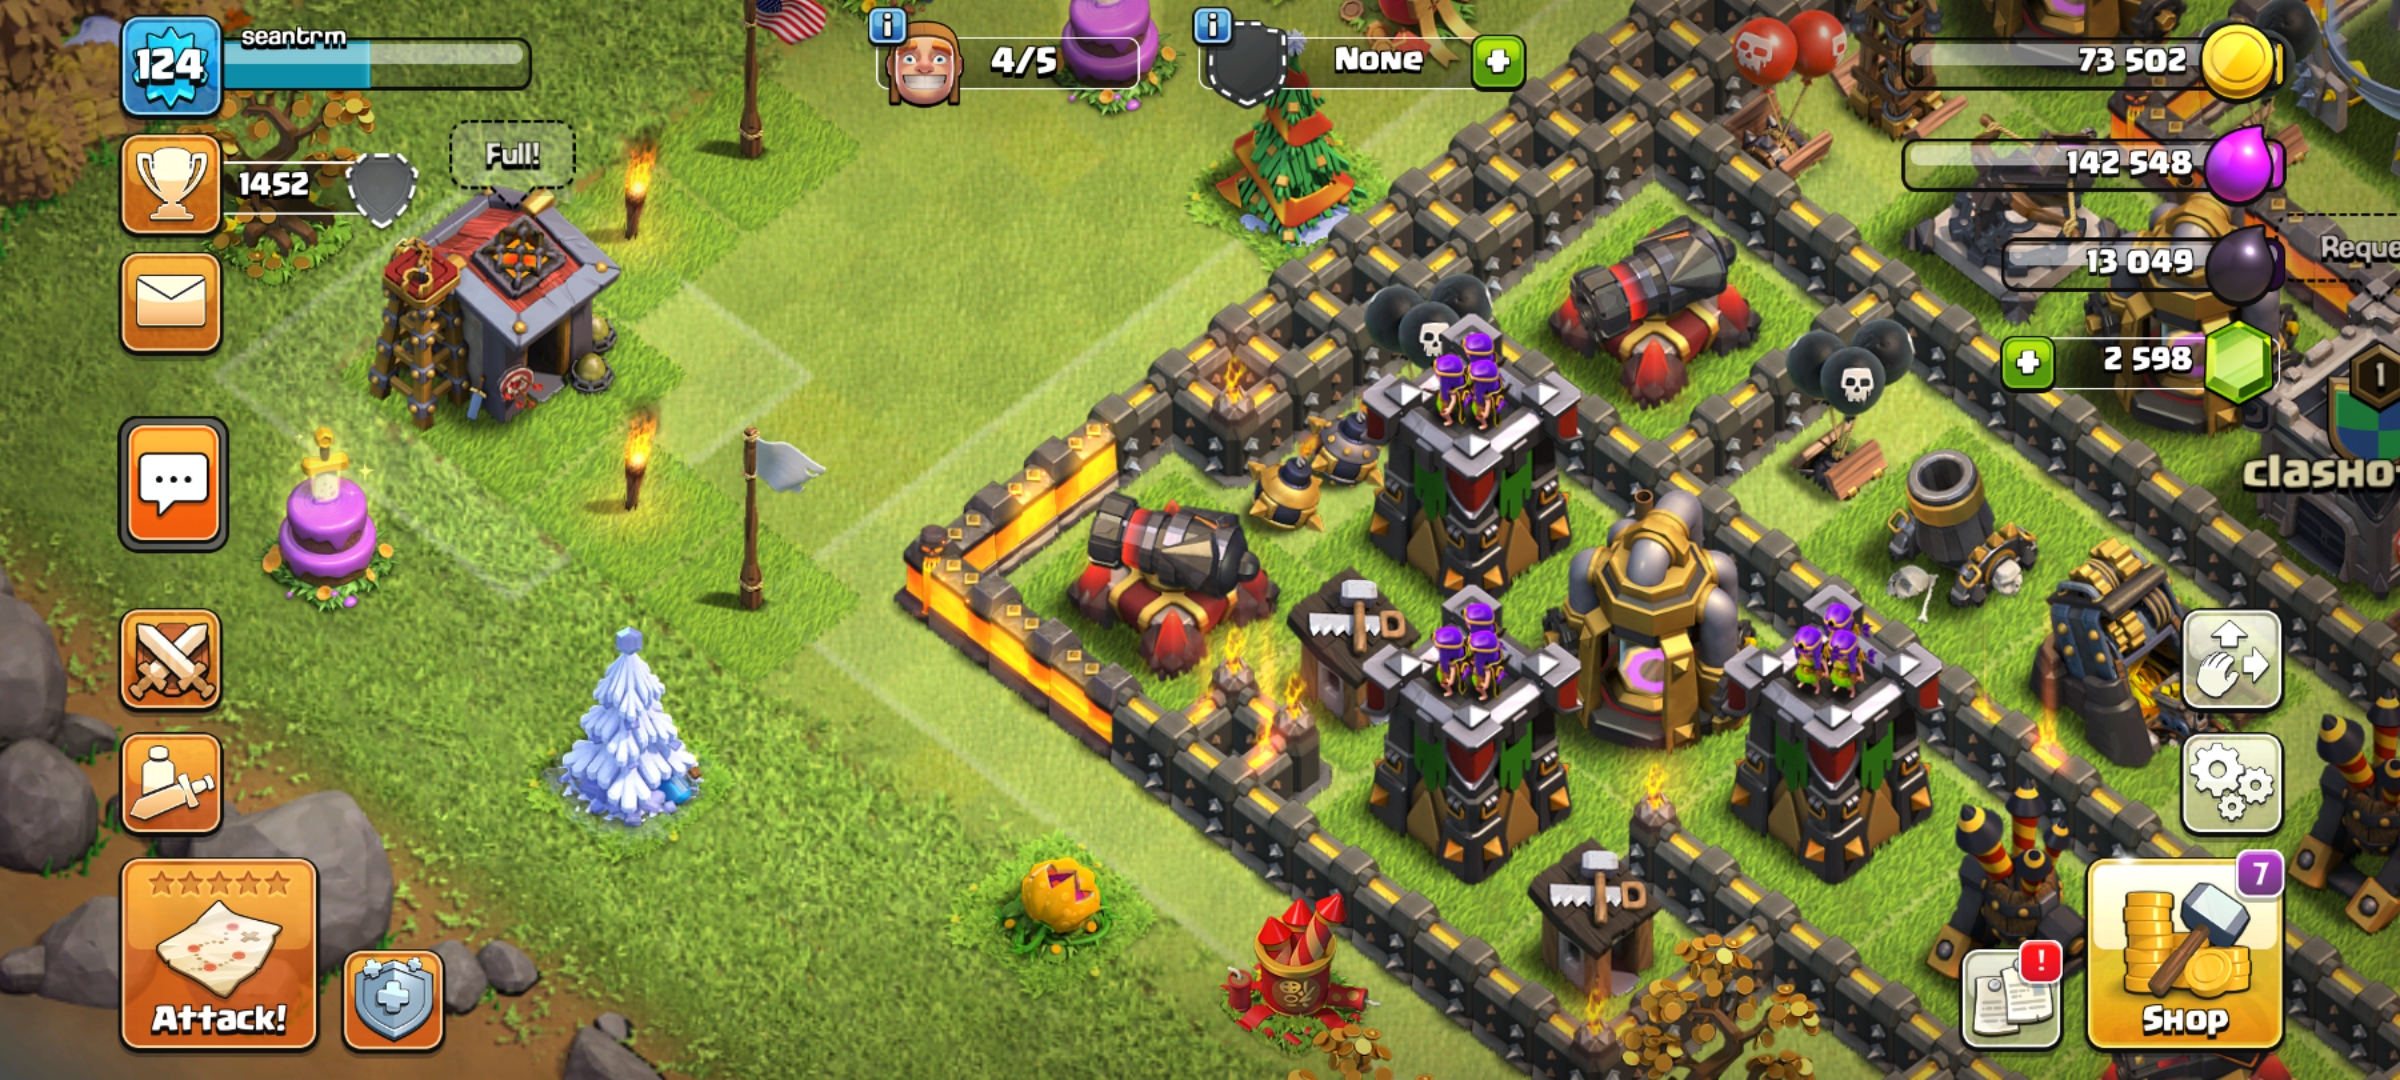 124
seantrm
4/5
None
73 502
1452
Full!
142 548
Reque
13 049
2 598
1
clasho
7
Attack!
!
Shop